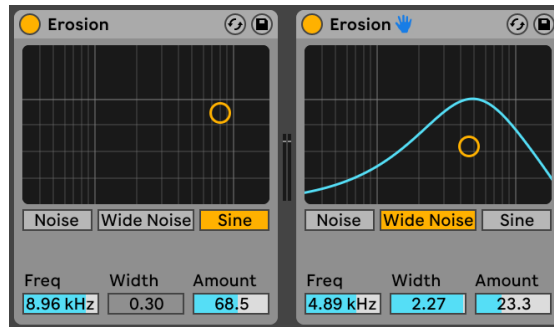 Erosion
Noise Wide Noise Sine
Freq Width Amount
8.96 kHz 0.30 68.5
Erosion
Noise Wide Noise Sine
Freq Width Amount
4.89 kHz 2.27 23.3